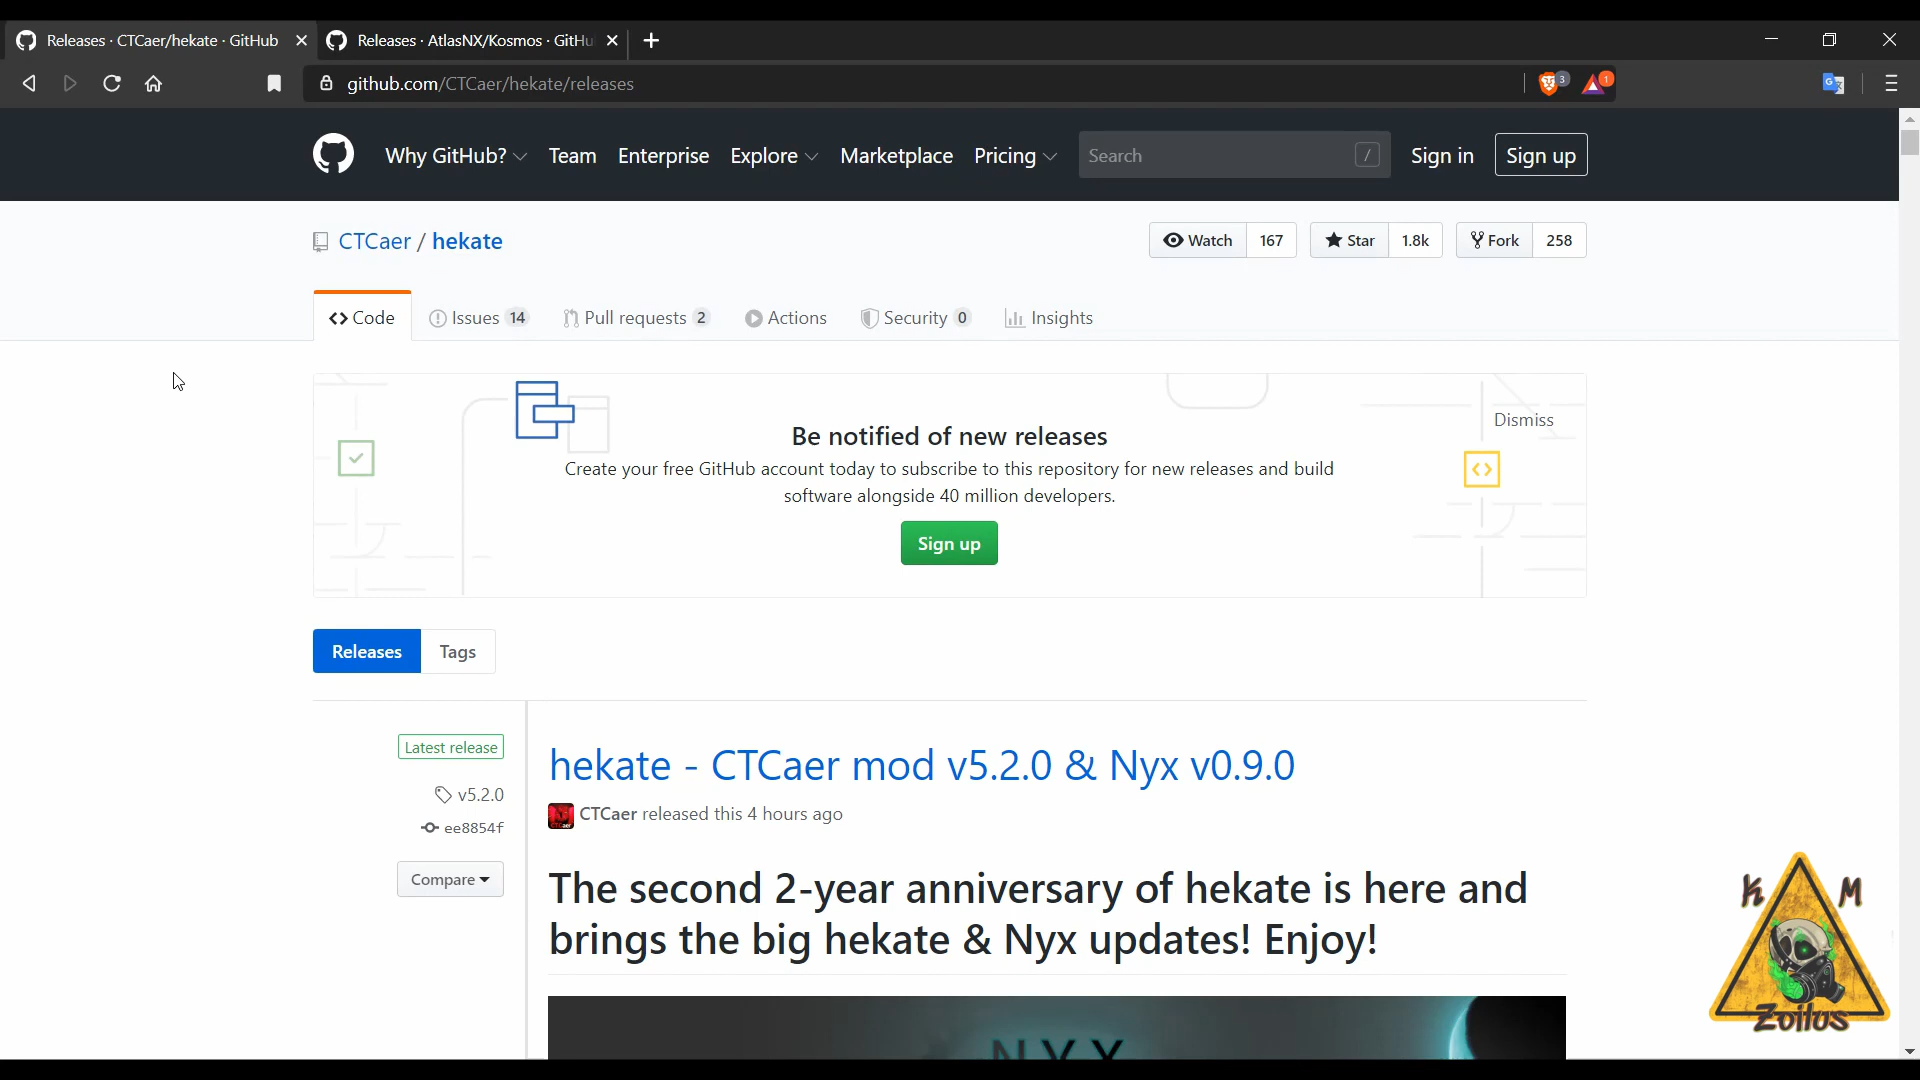 Releases · CTCaer/hekate · GitHub
Releases · AtlasNX/Kosmos · GitHu
github.com/CTCaer/hekate/releases
3
1
Why GitHub? Team Enterprise Explore Marketplace Pricing Search / Sign in Sign up
CTCaer / hekate
Watch 167 Star 1.8k Fork 258
Code Issues 14 Pull requests 2 Actions Security 0 Insights
Dismiss
Be notified of new releases
Create your free GitHub account today to subscribe to this repository for new releases and build
software alongside 40 million developers.
Sign up
Releases Tags
Latest release
v5.2.0
ee8854f
Compare
hekate - CTCaer mod v5.2.0 & Nyx v0.9.0
CTCaer released this 4 hours ago
The second 2-year anniversary of hekate is here and
brings the big hekate & Nyx updates! Enjoy!
NYX
K M
Zoilus